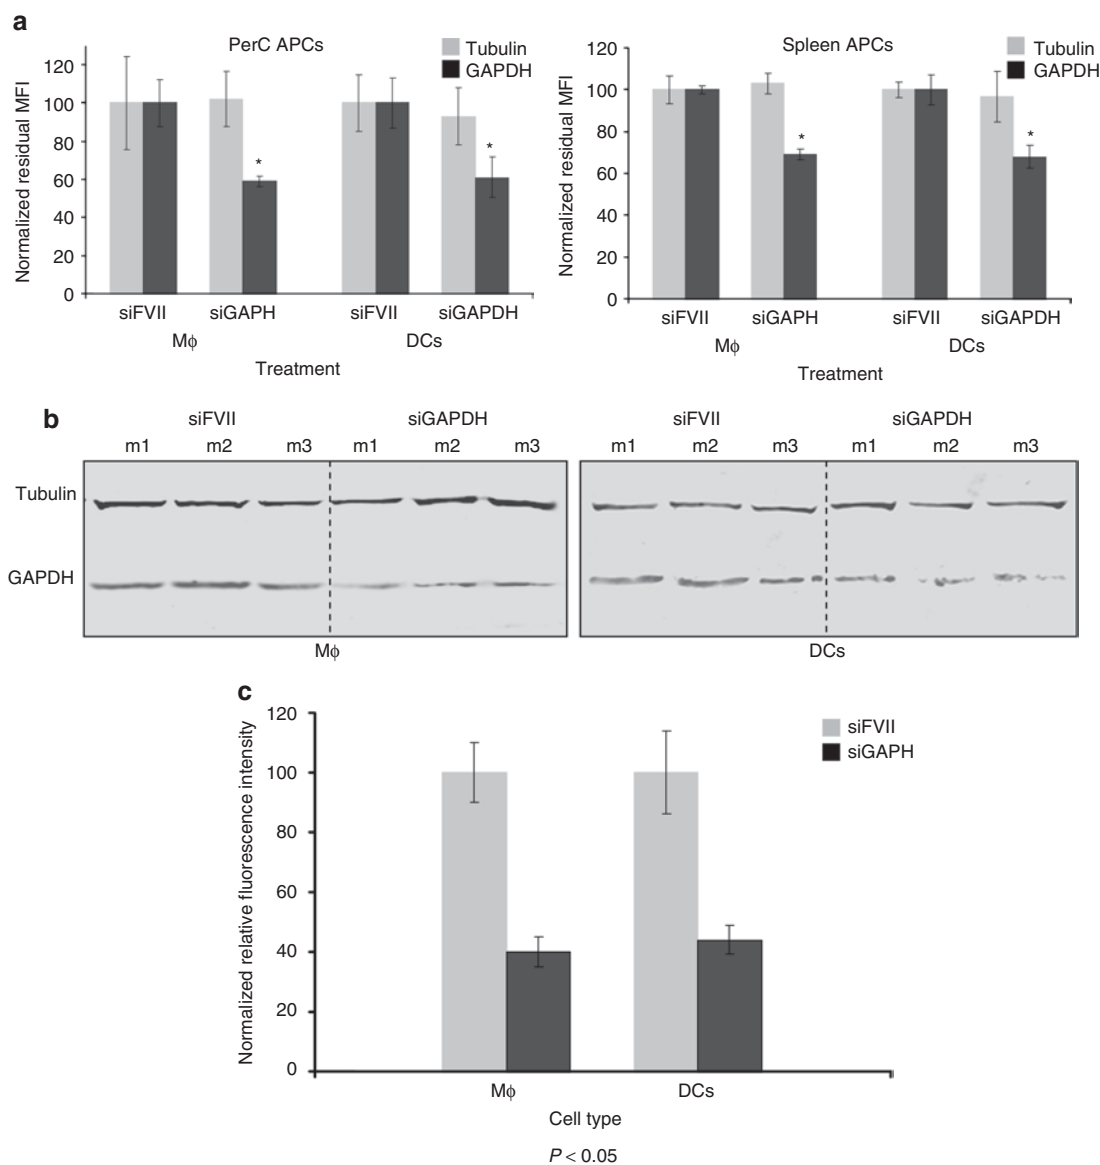 a
PerC APCs
Tubulin
GAPDH
Normalized residual MFI
120
100
80
60
40
20
0
* *
siFVII siGAPH siFVII siGAPDH
Mϕ DCs
Treatment
Spleen APCs
Tubulin
GAPDH
Normalized residual MFI
120
100
80
60
40
20
0
* *
siFVII siGAPH siFVII siGAPDH
Mϕ DCs
Treatment
b
siFVII siGAPDH
m1 m2 m3 m1 m2 m3
Tubulin
GAPDH
Mϕ
siFVII siGAPDH
m1 m2 m3 m1 m2 m3
DCs
c
Normalized relative fluorescence intensity
120
100
80
60
40
20
0
siFVII
siGAPH
Mϕ DCs
Cell type
P < 0.05